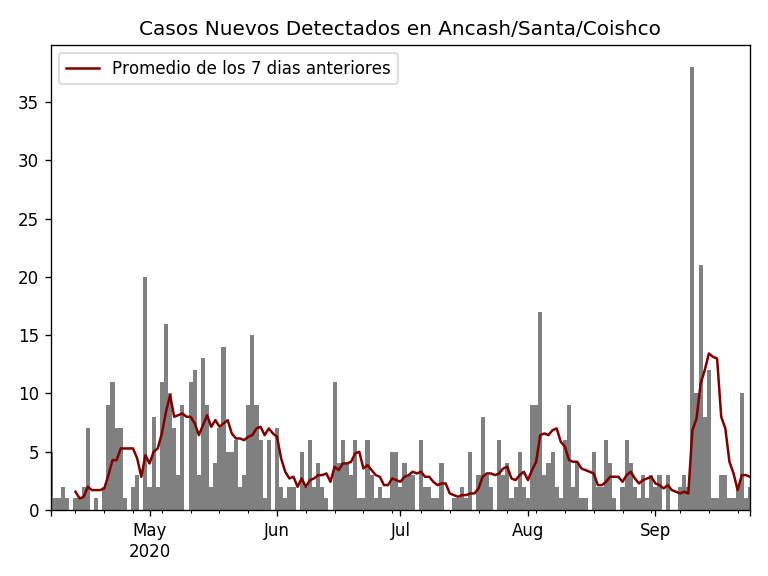 Casos Nuevos Detectados en Ancash/Santa/Coishco
Promedio de los 7 dias anteriores
35
30
25
20
15
10
5
0
May
2020
Jun
Jul
Aug
Sep